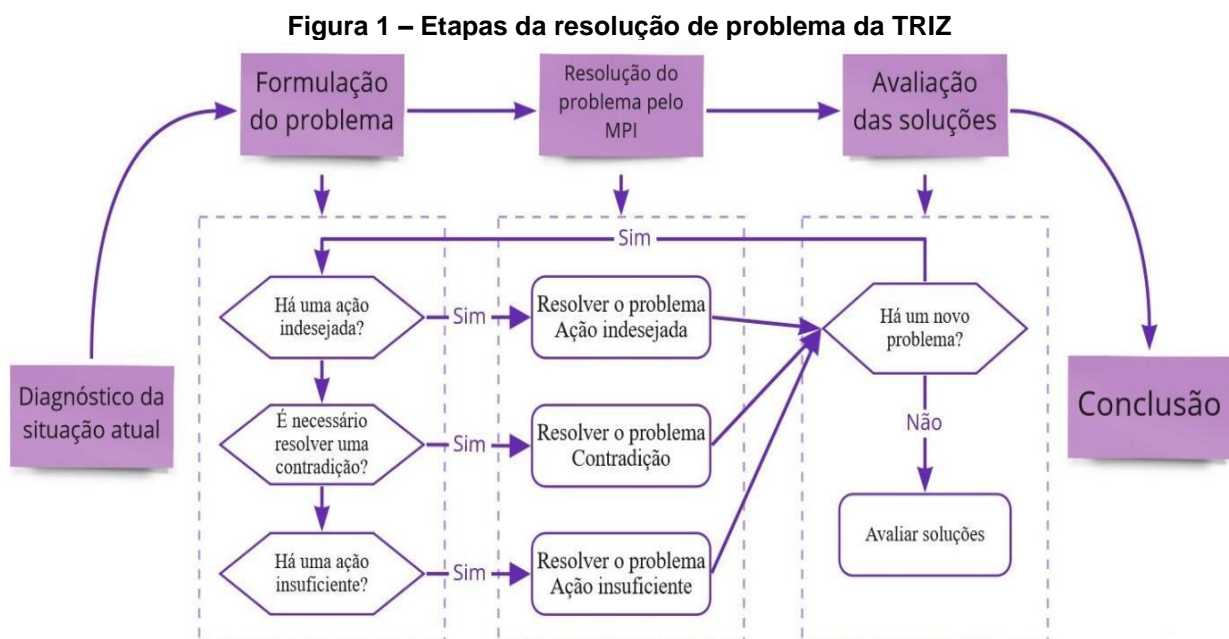 Figura 1 – Etapas da resolução de problema da TRIZ
Formulação
do problema
Resolução do
problema pelo
MPI
Avaliação
das soluções
Diagnóstico da
situação atual
Há uma ação
indesejada?
Sim
Resolver o problema
Ação indesejada
Sim
Há um novo
problema?
É necessário
resolver uma
contradição?
Sim
Resolver o problema
Contradição
Não
Há uma ação
insuficiente?
Sim
Resolver o problema
Ação insuficiente
Avaliar soluções
Conclusão